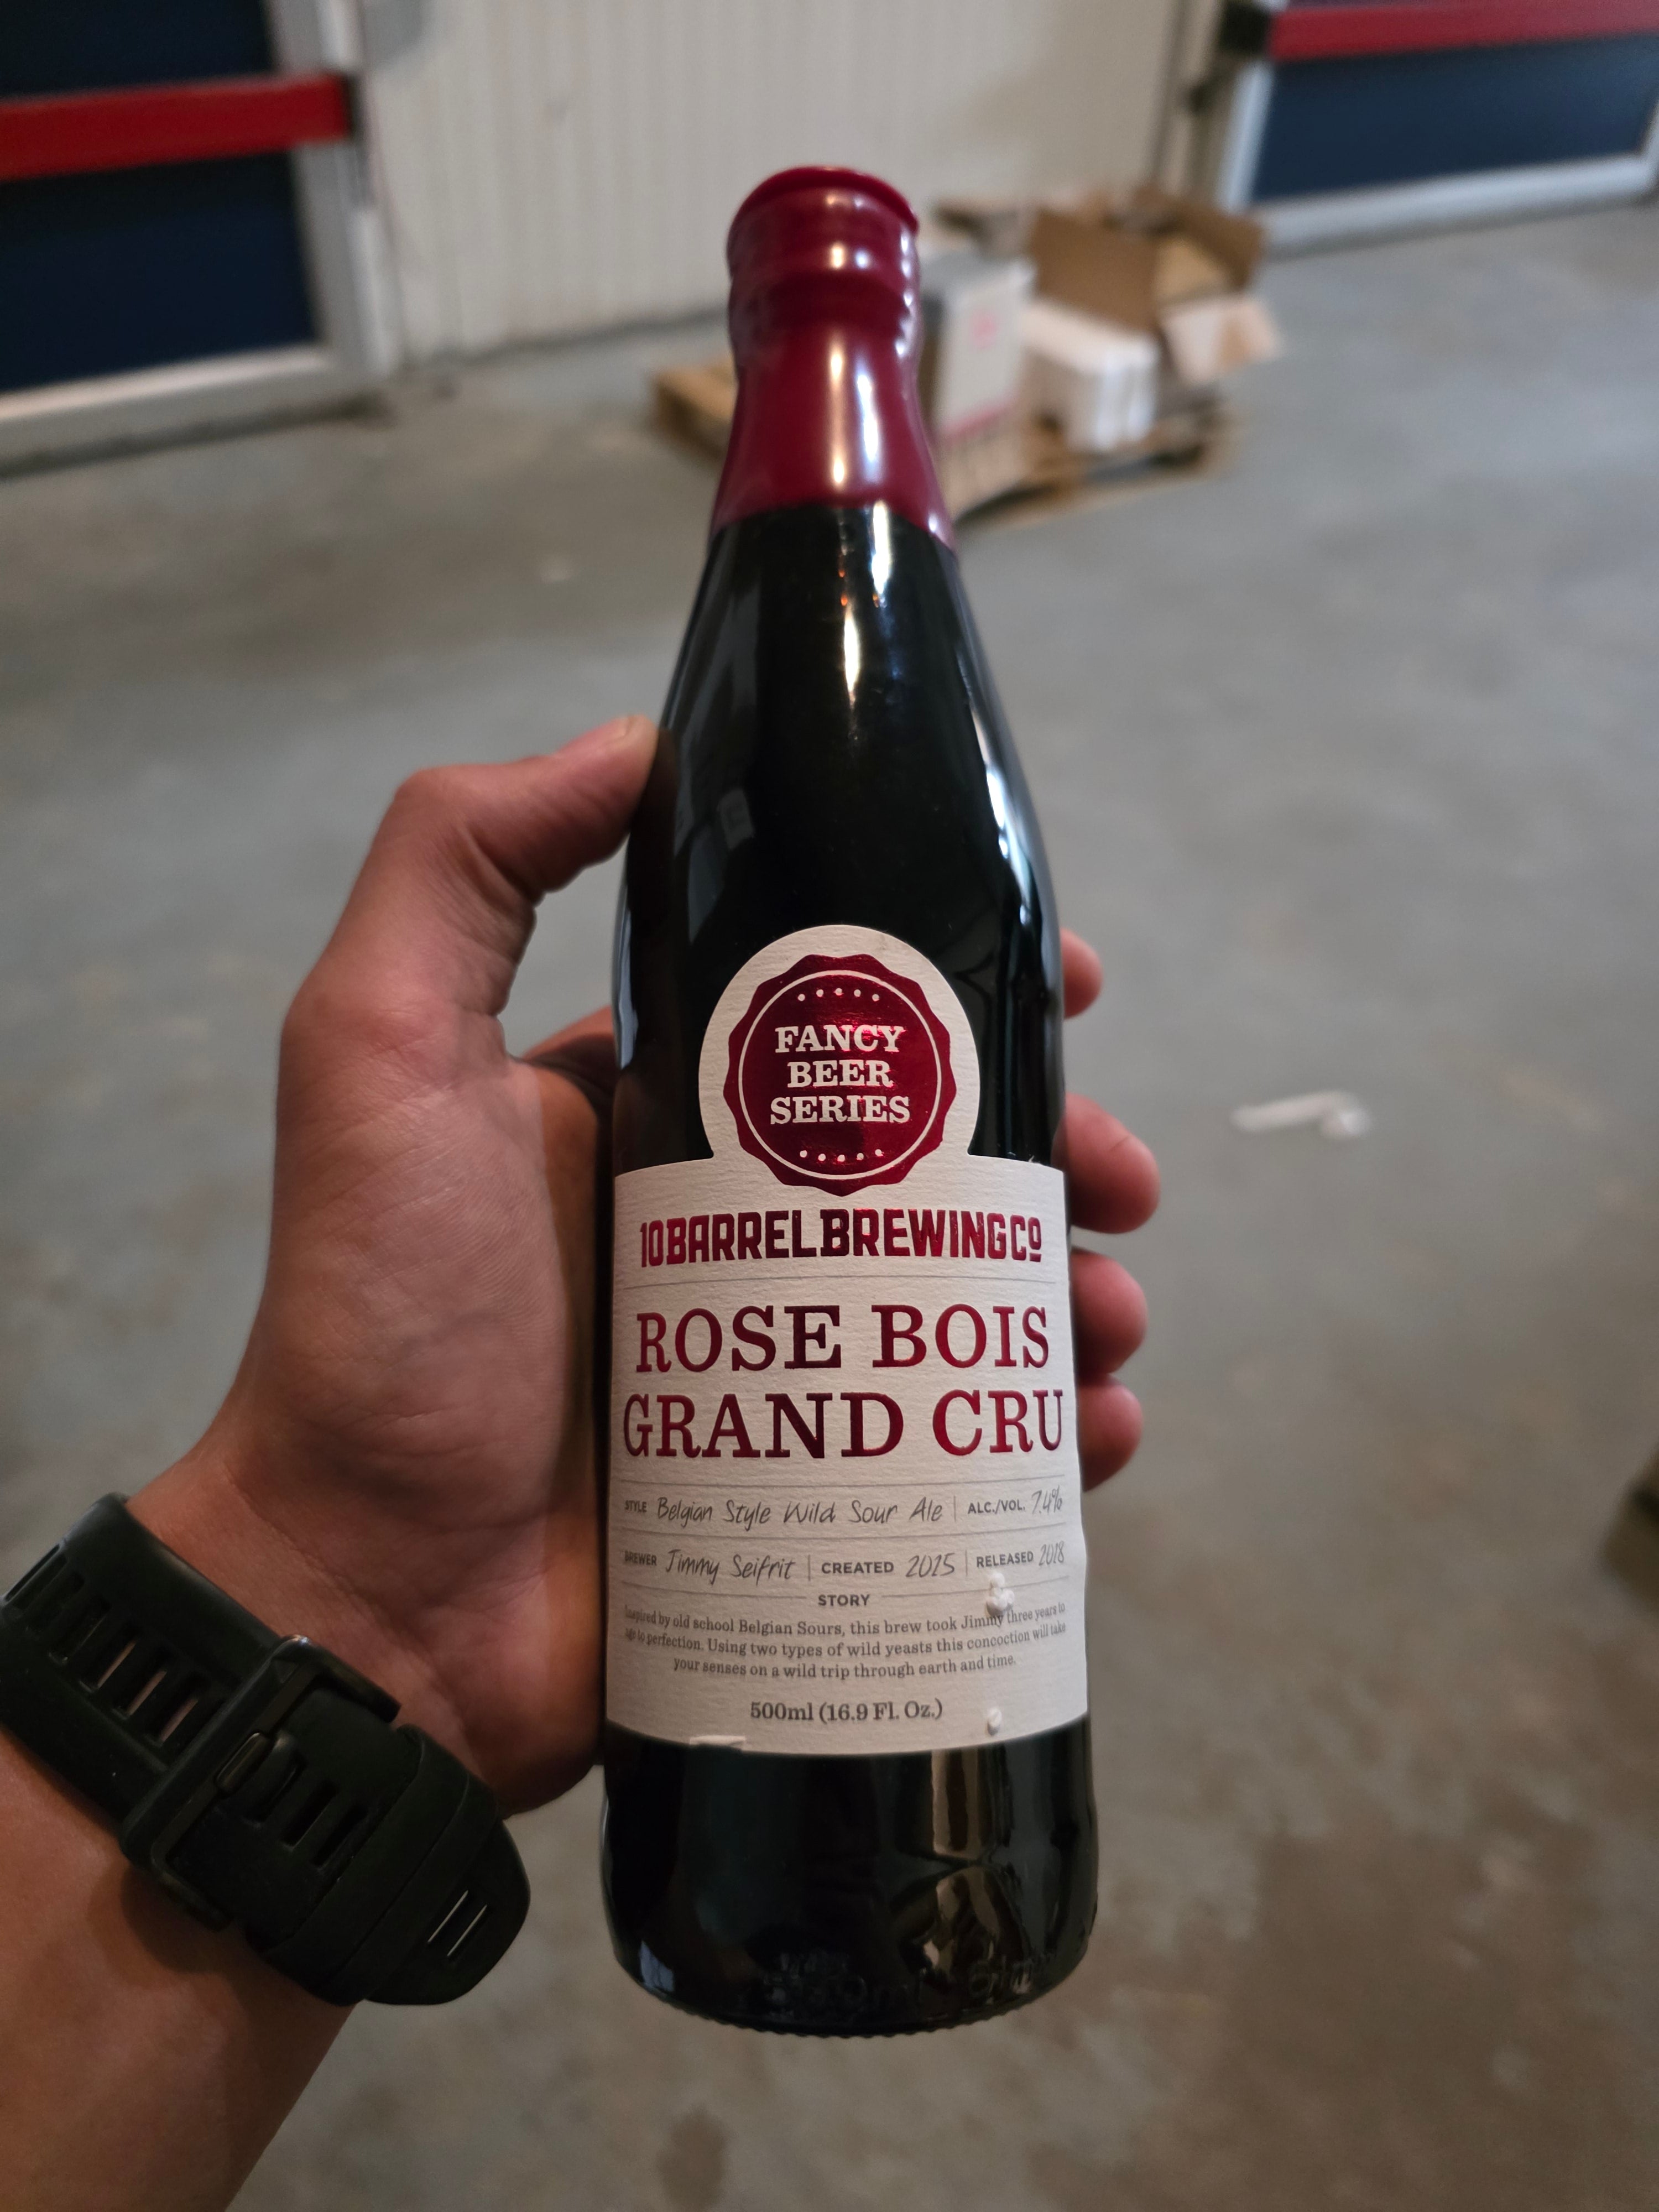 FANCY
BEER
SERIES
10 BARREL BREWING CO
ROSE BOIS
GRAND CRU
STYLE Belgian Style Wild Sour Ale ALC./VOL. 7.4%
BREWER Jimmy Seifrit CREATED 2015 RELEASED 2018
STORY
Inspired by old school Belgian Sours, this brew took Jimmy three years to
age to perfection. Using two types of wild yeasts this concoction will take
your senses on a wild trip through earth and time.
500ml (16.9 Fl. Oz.)